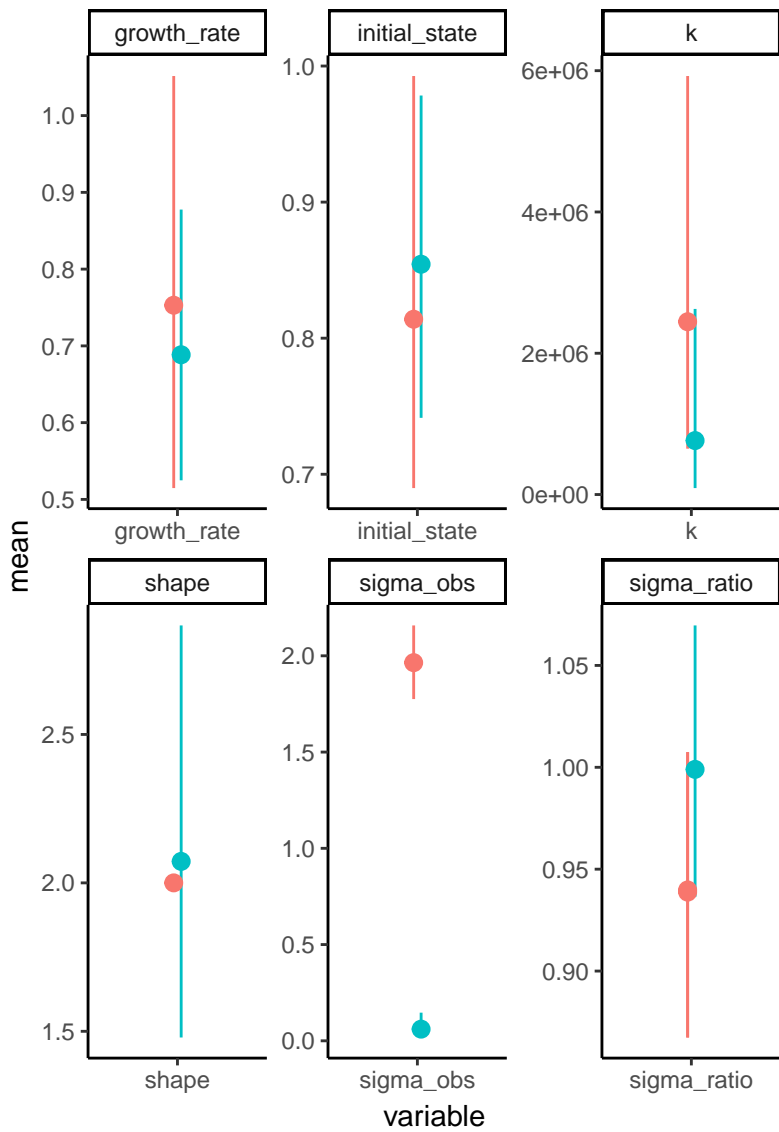 growth_rate
initial_state
k
1.0
0.9
0.8
0.7
0.6
0.5
1.0
0.9
0.8
0.7
6e+06
4e+06
2e+06
0e+00
growth_rate
initial_state
k
mean
shape
sigma_obs
sigma_ratio
2.5
2.0
1.5
2.0
1.5
1.0
0.5
0.0
1.05
1.00
0.95
0.90
shape
sigma_obs
sigma_ratio
variable